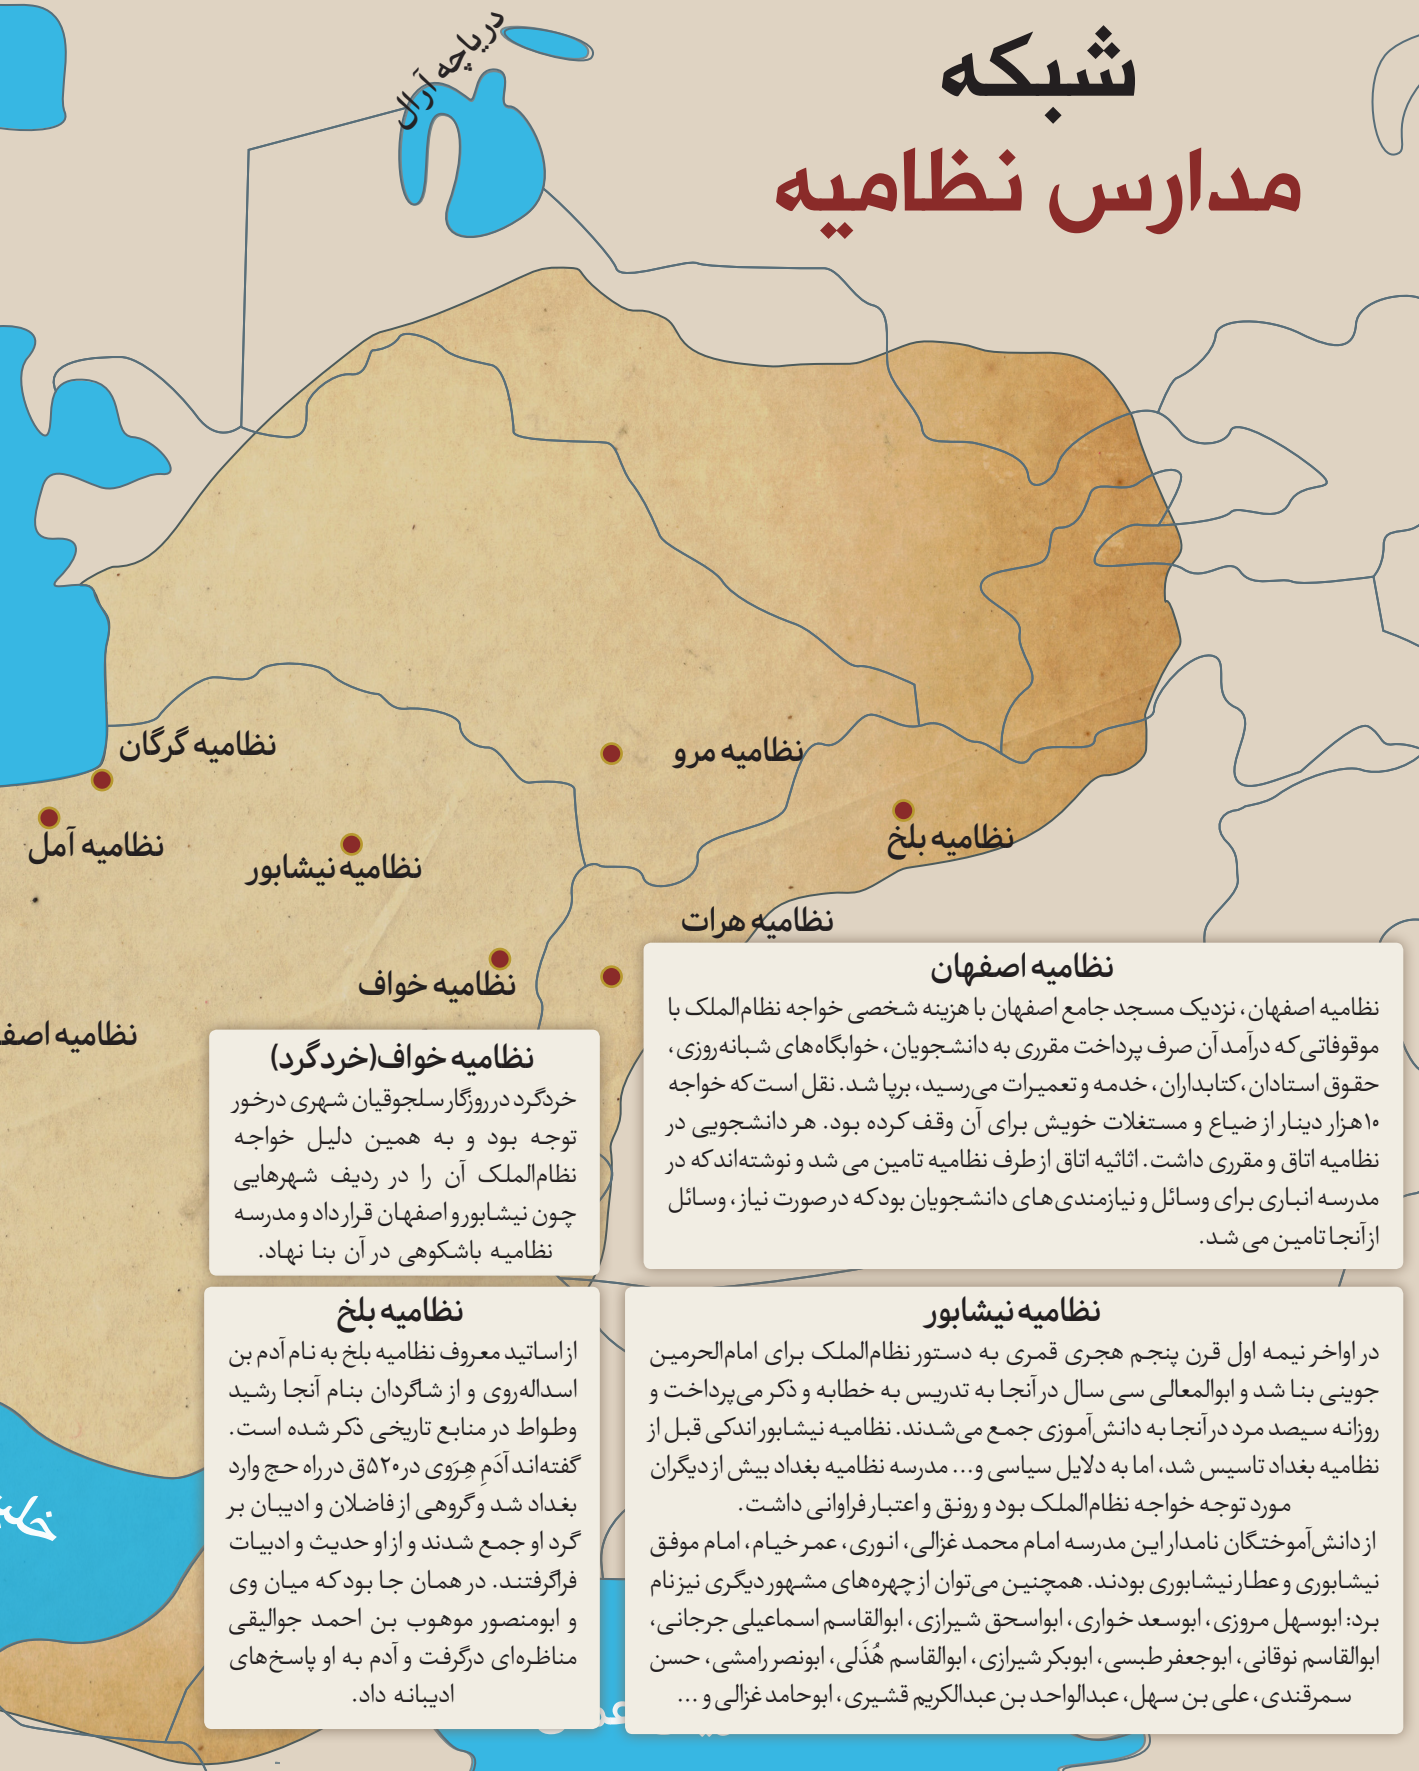 شبکه
مدارس نظامیه
دریاچه آرال
نظامیه گرگان
نظامیه مرو
نظامیه آمل
نظامیه نیشابور
نظامیه بلخ
نظامیه هرات
نظامیه خواف
نظامیه اصفـ
نظامیه اصفهان
نظامیه اصفهان، نزدیک مسجد جامع اصفهان با هزینه شخصی خواجه نظام‌الملک با
موقوفاتی که درآمد آن صرف پرداخت مقرری به دانشجویان، خوابگاه‌های شبانه‌روزی،
حقوق استادان، کتابداران، خدمه و تعمیرات می‌رسید، برپا شد. نقل است که خواجه
۱۰هزار دینار از ضیاع و مستغلات خویش برای آن وقف کرده بود. هر دانشجویی در
نظامیه اتاق و مقرری داشت. اثاثیه اتاق از طرف نظامیه تامین می شد و نوشته‌اند که در
مدرسه انباری برای وسائل و نیازمندی‌های دانشجویان بود که در صورت نیاز، وسائل
از آنجا تامین می شد.
نظامیه خواف(خردگرد)
خردگرد در روزگار سلجوقیان شهری درخور
توجه بود و به همین دلیل خواجه
نظام‌الملک آن را در ردیف شهرهایی
چون نیشابور و اصفهان قرار داد و مدرسه
نظامیه باشکوهی در آن بنا نهاد.
نظامیه بلخ
از اساتید معروف نظامیه بلخ به نام آدم بن
اسداله‌روی و از شاگردان بنام آنجا رشید
وطواط در منابع تاریخی ذکر شده است.
گفته‌اند آدَمِ هِرَوی در ۵۲۰ق در راه حج وارد
بغداد شد و گروهی از فاضلان و ادیبان بر
گرد او جمع شدند و از او حدیث و ادبیات
فراگرفتند. در همان جا بود که میان وی
و ابومنصور موهوب بن احمد جوالیقی
مناظره‌ای درگرفت و آدم به او پاسخ‌های
ادیبانه داد.
نظامیه نیشابور
در اواخر نیمه اول قرن پنجم هجری قمری به دستور نظام‌الملک برای امام‌الحرمین
جوینی بنا شد و ابوالمعالی سی سال در آنجا به تدریس به خطابه و ذکر می‌پرداخت و
روزانه سیصد مرد در آنجا به دانش‌آموزی جمع می‌شدند. نظامیه نیشابور اندکی قبل از
نظامیه بغداد تاسیس شد، اما به دلایل سیاسی و... مدرسه نظامیه بغداد بیش از دیگران
مورد توجه خواجه نظام‌الملک بود و رونق و اعتبار فراوانی داشت.
از دانش‌آموختگان نامدار این مدرسه امام محمد غزالی، انوری، عمر خیام، امام موفق
نیشابوری و عطار نیشابوری بودند. همچنین می‌توان از چهره‌های مشهور دیگری نیز نام
برد: ابوسهل مروزی، ابوسعد خواری، ابواسحق شیرازی، ابوالقاسم اسماعیلی جرجانی،
ابوالقاسم نوقانی، ابوجعفر طبسی، ابوبکر شیرازی، ابوالقاسم هُذَلی، ابونصر رامشی، حسن
سمرقندی، علی بن سهل، عبدالواحد بن عبدالکریم قشیری، ابوحامد غزالی و ...